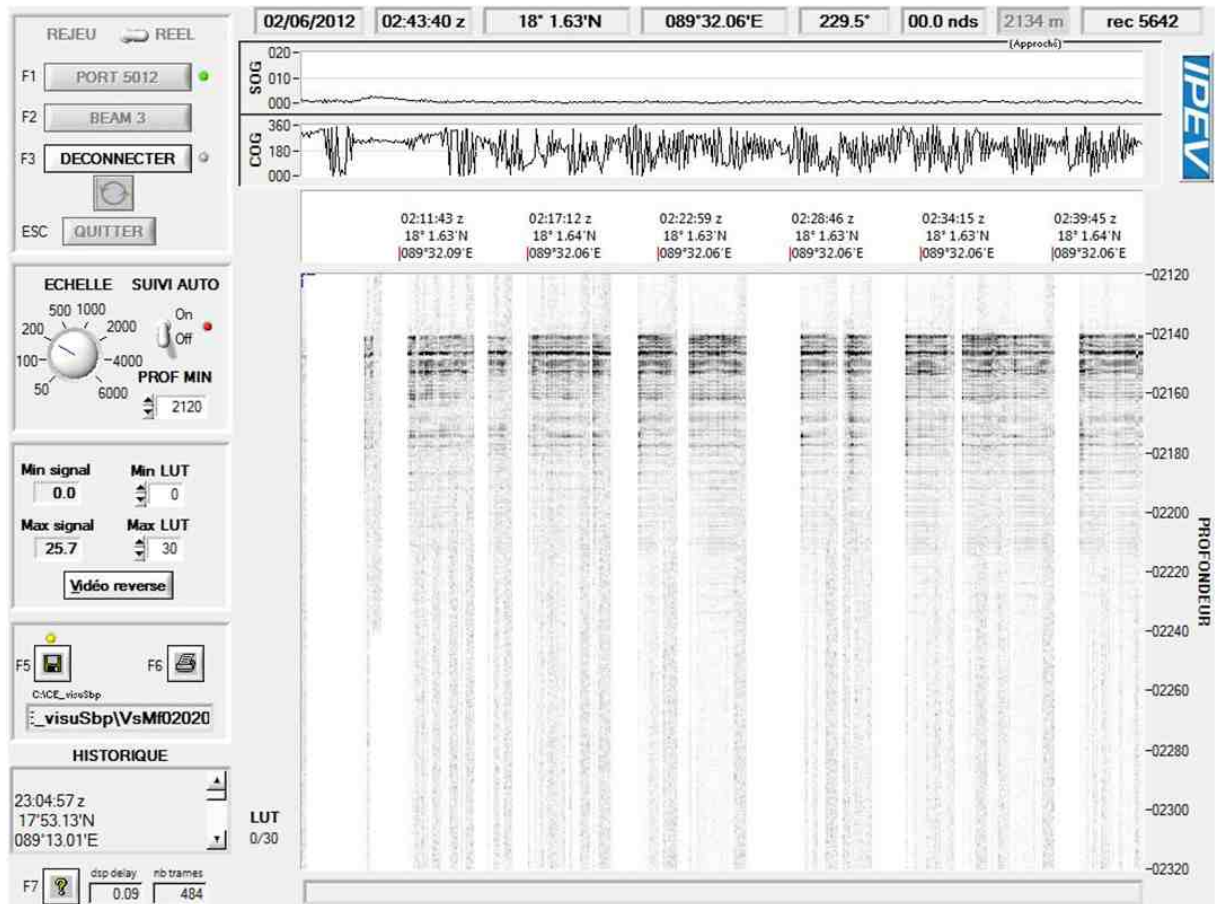 02/06/2012 02:43:40 z 18° 1.63'N 089°32.06'E 229.5° 00.0 nds 2134 m rec 5642
(Approché)
REJEU REEL
F1 PORT 5012
F2 BEAM 3
F3 DECONNECTER
ESC QUITTER
SOG
020
010
000
COG
360
180
000
IPEV
02:11:43 z 02:17:12 z 02:22:59 z 02:28:46 z 02:34:15 z 02:39:45 z
18° 1.63'N 18° 1.64'N 18° 1.63'N 18° 1.63'N 18° 1.63'N 18° 1.64'N
089°32.09'E 089°32.06'E 089°32.06'E 089°32.06'E 089°32.06'E 089°32.06'E
ECHELLE SUIVI AUTO
500 1000
200 2000
100 4000
50 6000
On
Off
PROF MIN
2120
Min signal Min LUT
0.0 0
Max signal Max LUT
25.7 30
Vidéo reverse
F5 F6
C:\CE_visuSbp
:_visuSbp\VsMf02020
HISTORIQUE
23:04:57 z
17°53.13'N
089°13.01'E
F7 ?
dsp delay nb trames
0.09 484
LUT
0/30
-02120
-02140
-02160
-02180
-02200
-02220
-02240
-02260
-02280
-02300
-02320
PROFONDEUR